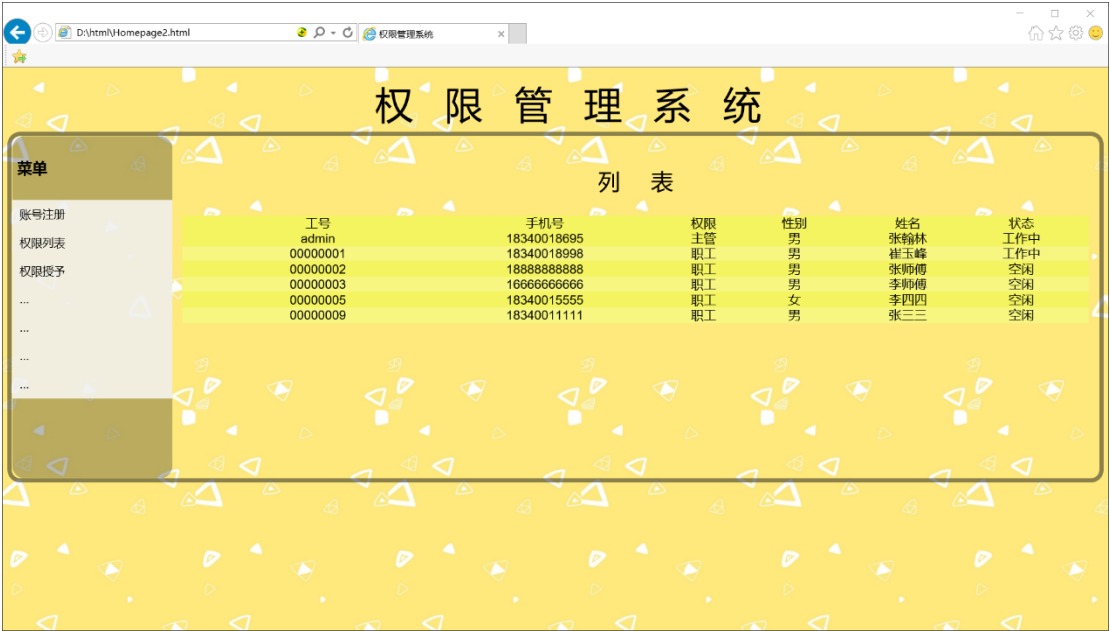 D:\html\Homepage2.html
权限管理系统
权 限 管 理 系 统
菜单
账号注册
权限列表
权限授予
...
...
...
...
列 表
工号 手机号 权限 性别 姓名 状态
admin 18340018695 主管 男 张翰林 工作中
00000001 18340018998 职工 男 崔玉峰 工作中
00000002 18888888888 职工 男 张师傅 空闲
00000003 16666666666 职工 男 李师傅 空闲
00000005 18340015555 职工 女 李四四 空闲
00000009 18340011111 职工 男 张三三 空闲